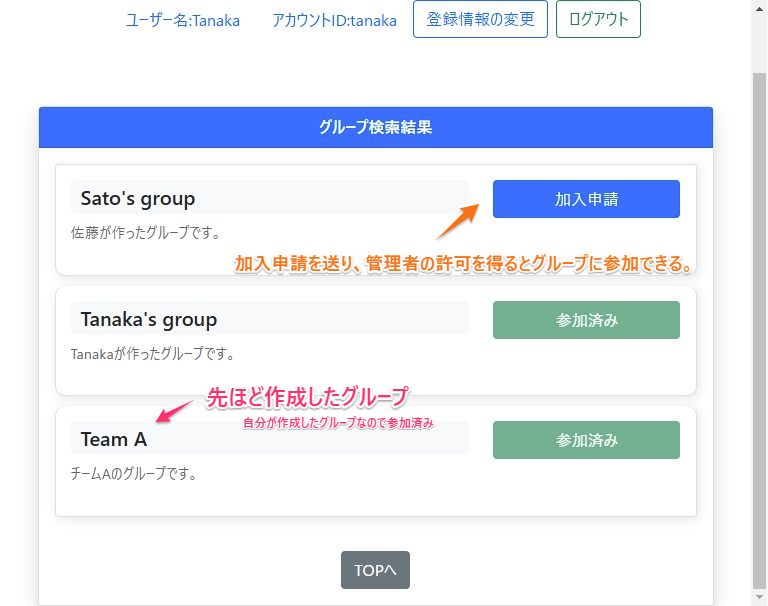 ユーザー名:Tanaka アカウントID:tanaka 登録情報の変更 ログアウト
グループ検索結果
Sato's group 加入申請
佐藤が作ったグループです。
加入申請を送り、管理者の許可を得るとグループに参加できる。
Tanaka's group 参加済み
Tanakaが作ったグループです。
先ほど作成したグループ
自分が作成したグループなので参加済み
Team A 参加済み
チームAのグループです。
TOPへ